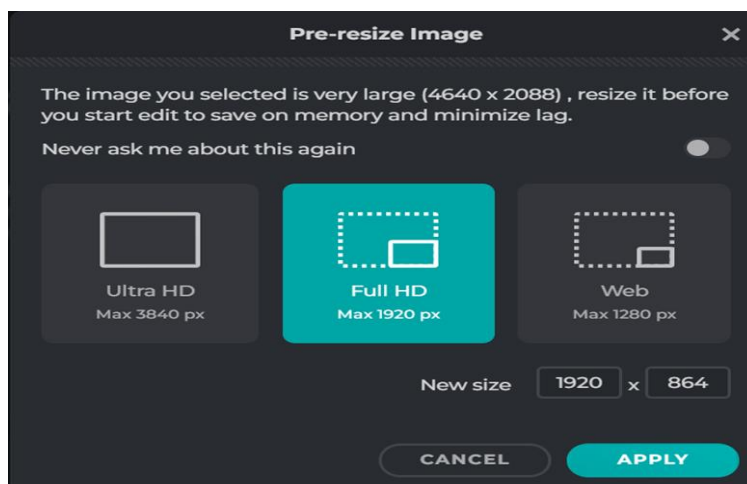 Pre-resize Image
The image you selected is very large (4640 x 2088) , resize it before
you start edit to save on memory and minimize lag.
Never ask me about this again
Ultra HD
Max 3840 px
Full HD
Max 1920 px
Web
Max 1280 px
New size 1920 x 864
CANCEL APPLY